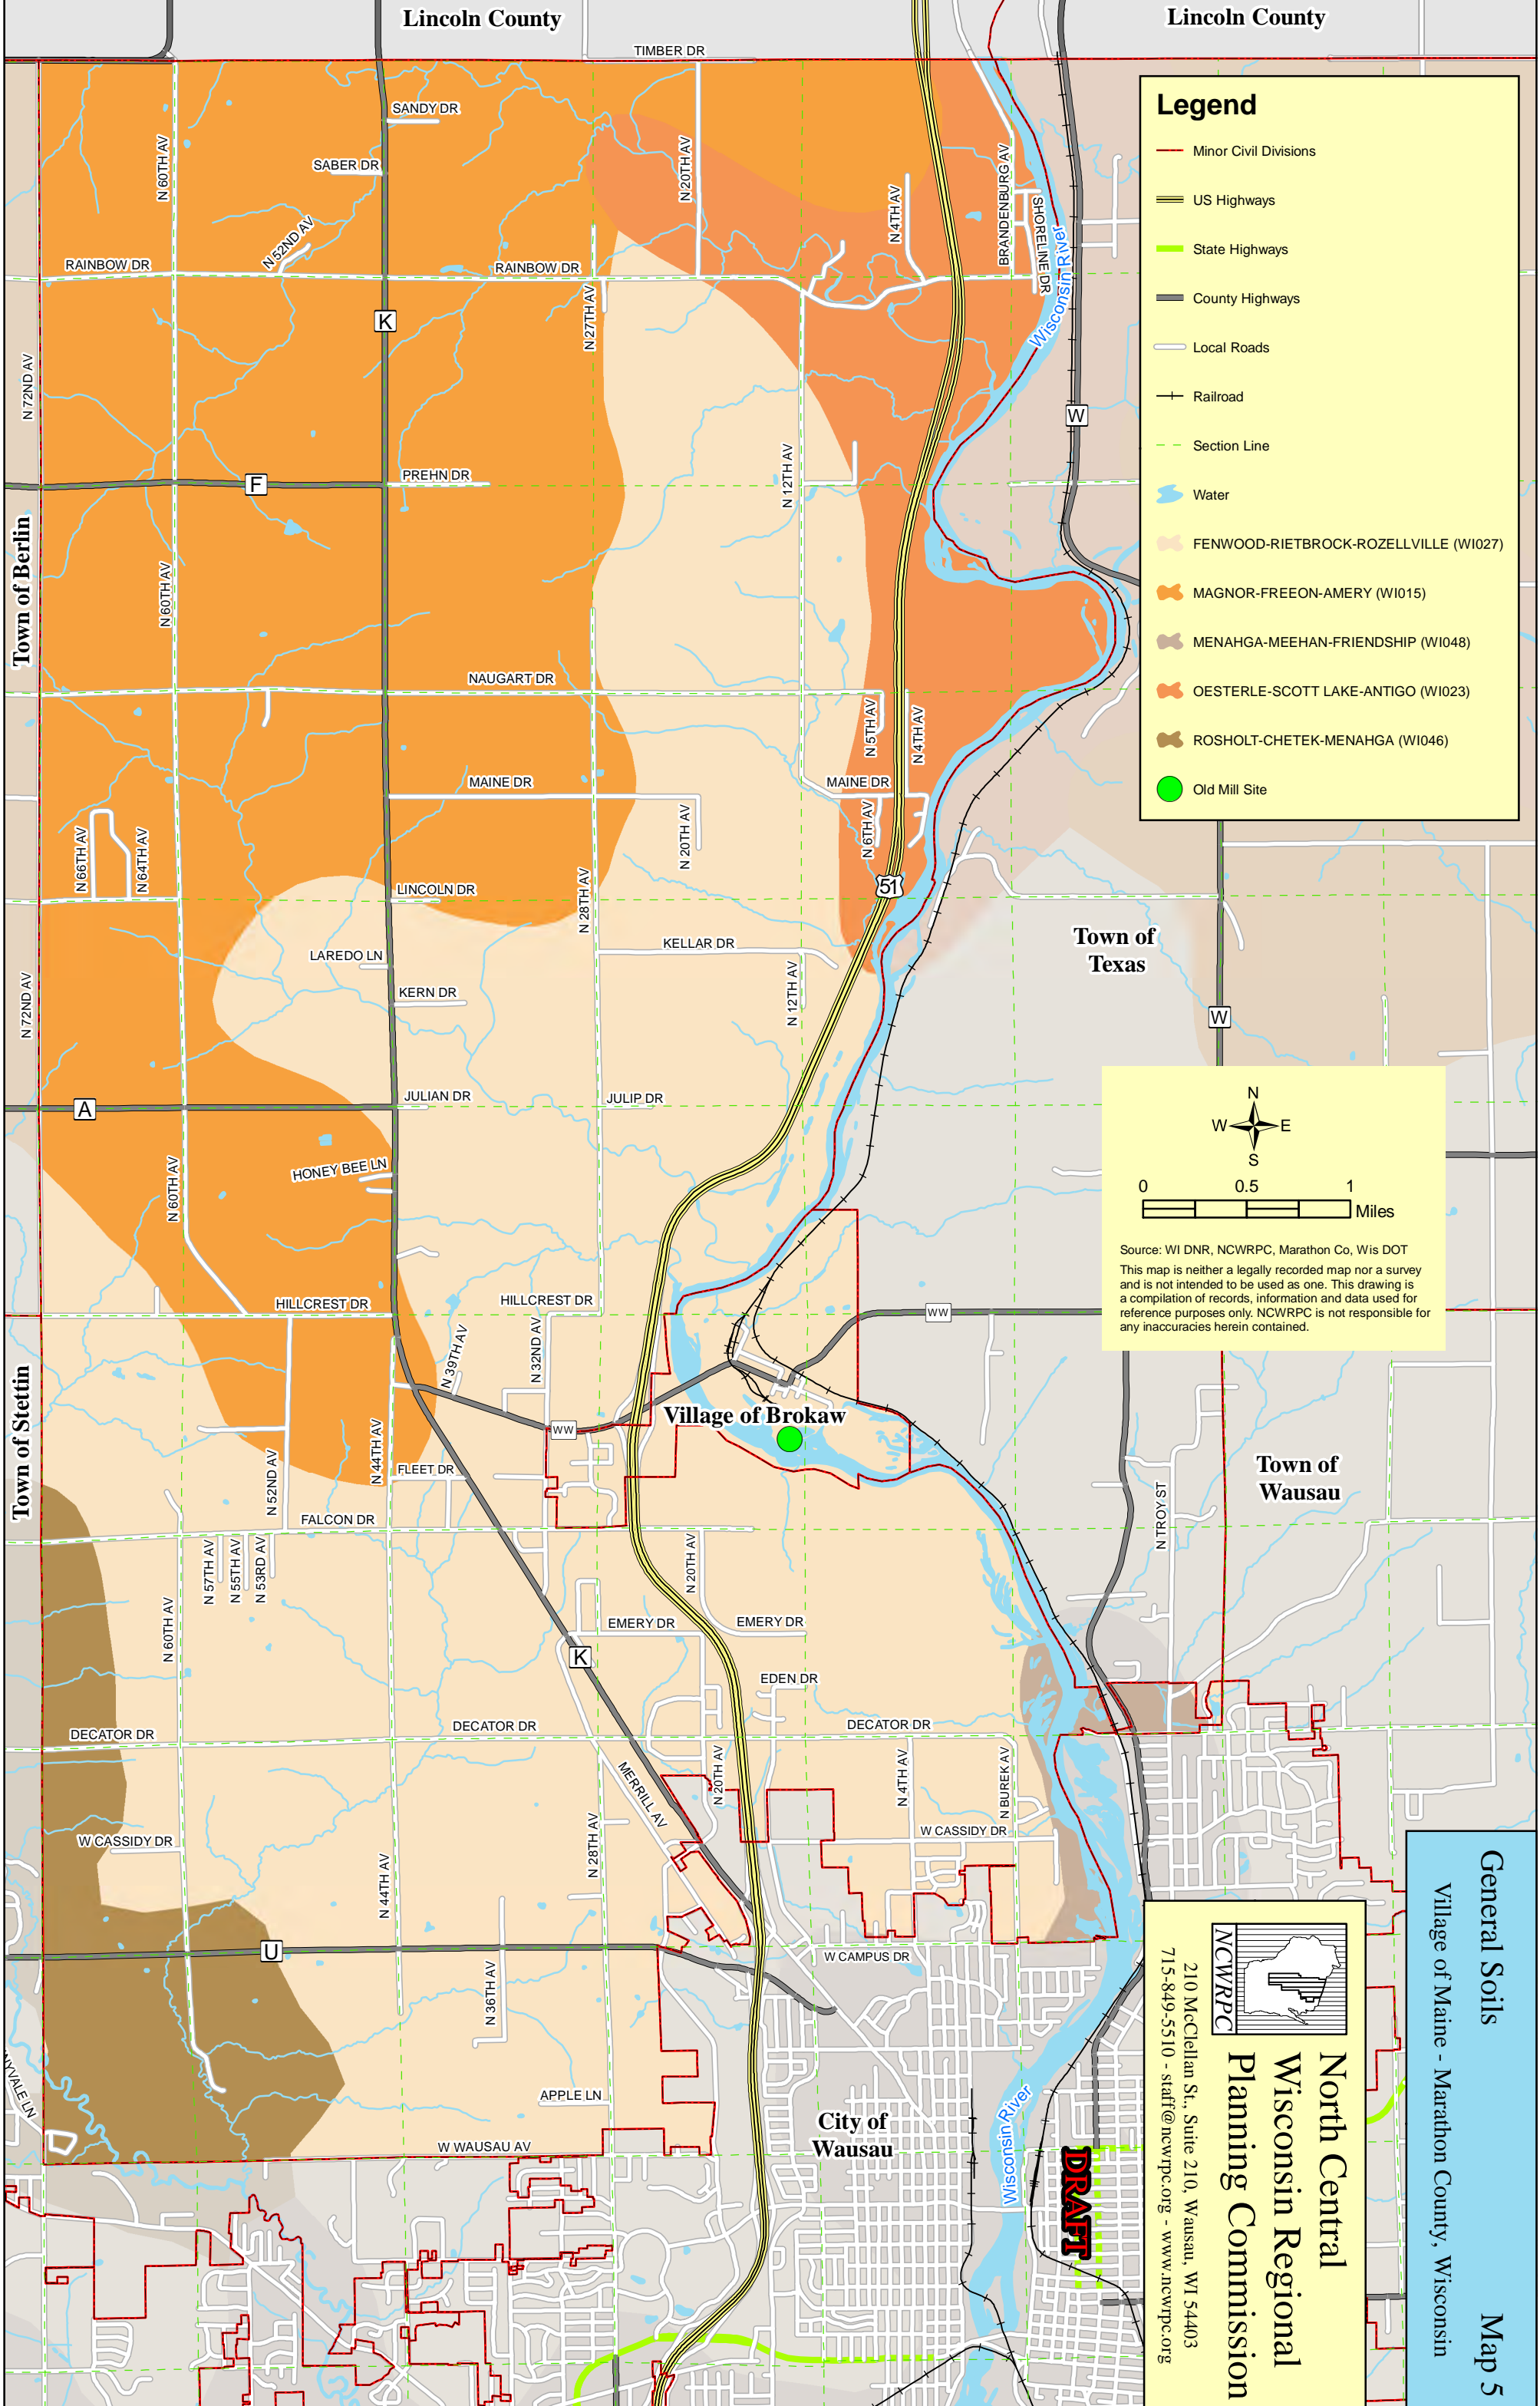 Lincoln County
Lincoln County
TIMBER DR
SANDY DR
SABER DR
N 60TH AV
N 20TH AV
N 52ND AV
N 4TH AV
BRANDENBURG AV
SHORELINE DR
Wisconsin River
RAINBOW DR
RAINBOW DR
N 27TH AV
K
N 72ND AV
W
Legend
Minor Civil Divisions
US Highways
State Highways
County Highways
Local Roads
Railroad
Section Line
Water
FENWOOD-RIETBROCK-ROZELLVILLE (WI027)
MAGNOR-FREEON-AMERY (WI015)
MENAHGA-MEEHAN-FRIENDSHIP (WI048)
OESTERLE-SCOTT LAKE-ANTIGO (WI023)
ROSHOLT-CHETEK-MENAHGA (WI046)
Old Mill Site
F
PREHN DR
N 12TH AV
Town of Berlin
N 60TH AV
NAUGART DR
N 5TH AV
N 4TH AV
MAINE DR
MAINE DR
N 20TH AV
N 6TH AV
N 66TH AV
N 64TH AV
LINCOLN DR
N 28TH AV
51
KELLAR DR
LAREDO LN
KERN DR
N 72ND AV
N 12TH AV
Town of
Texas
W
A
JULIAN DR
JULIP DR
HONEY BEE LN
N 60TH AV
N
W E
S
0 0.5 1
Miles
Source: WI DNR, NCWRPC, Marathon Co, Wis DOT
This map is neither a legally recorded map nor a survey
and is not intended to be used as one. This drawing is
a compilation of records, information and data used for
reference purposes only. NCWRPC is not responsible for
any inaccuracies herein contained.
HILLCREST DR
HILLCREST DR
WW
N 39TH AV
N 32ND AV
Town of Stettin
Village of Brokaw
WW
N 44TH AV
N 52ND AV
FLEET DR
Town of
Wausau
N TROY ST
FALCON DR
N 57TH AV
N 55TH AV
N 53RD AV
N 20TH AV
N 60TH AV
EMERY DR
EMERY DR
K
EDEN DR
DECATOR DR
DECATOR DR
DECATOR DR
MERRILL AV
N 20TH AV
N 4TH AV
N BUREK AV
W CASSIDY DR
W CASSIDY DR
N 28TH AV
N 44TH AV
U
W CAMPUS DR
N 36TH AV
APPLE LN
W WAUSAU AV
City of
Wausau
Wisconsin River
DRAFT
General Soils
Map 5
Village of Maine - Marathon County, Wisconsin
NCWRPC
North Central
Wisconsin Regional
Planning Commission
210 McClellan St., Suite 210, Wausau, WI 54403
715-849-5510 - staff@ncwrpc.org - www.ncwrpc.org